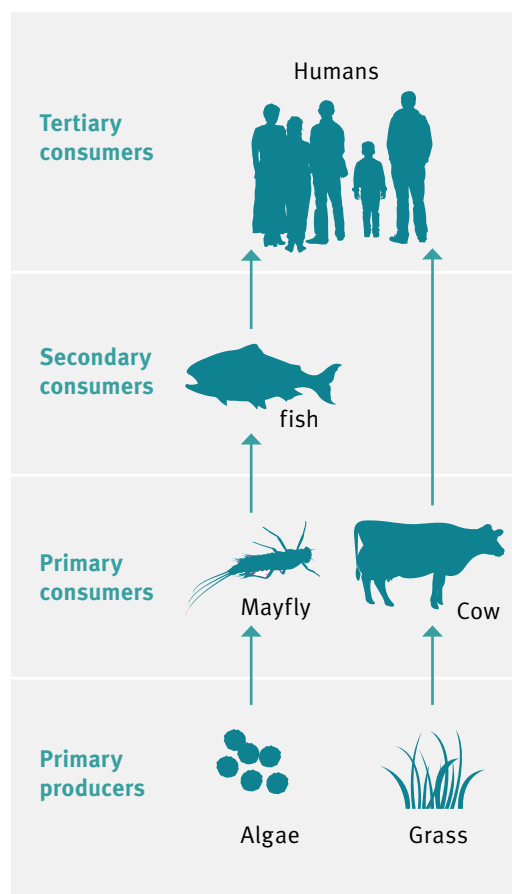 Humans
Tertiary
consumers
Secondary
consumers
fish
Primary
consumers
Mayfly
Cow
Primary
producers
Algae
Grass